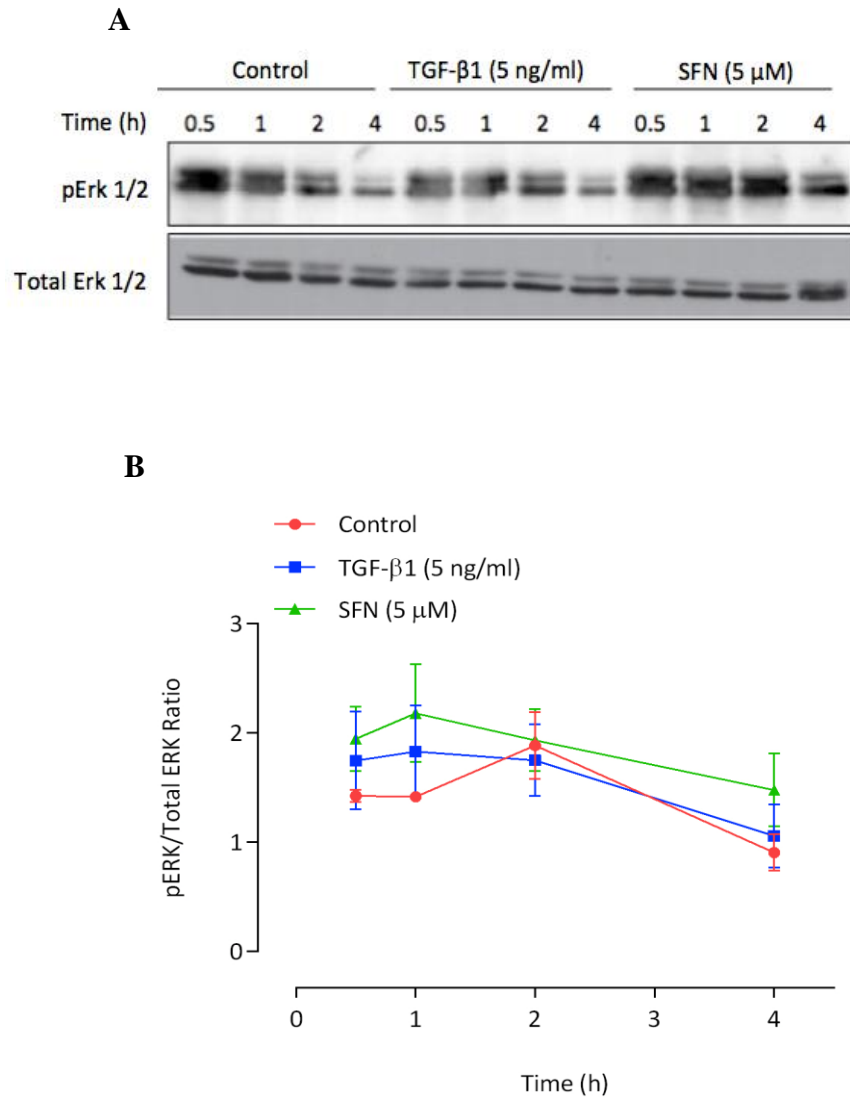 A
Control TGF-β1 (5 ng/ml) SFN (5 µM)
Time (h) 0.5 1 2 4 0.5 1 2 4 0.5 1 2 4
pErk 1/2
Total Erk 1/2
B
Control
TGF-β1 (5 ng/ml)
SFN (5 µM)
pERK/Total ERK Ratio
3
2
1
0
0 1 2 3 4
Time (h)